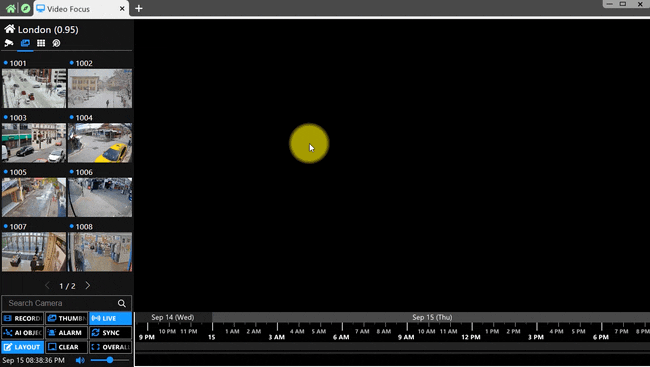 Video Focus
London (0.95)
1001
1002
1003
1004
1005
1006
1007
1008
1 / 2
Search Camera
RECORD
THUMBN
LIVE
AI OBJEC
ALARM
SYNC
LAYOUT
CLEAR
OVERAL
Sep 15 08:38:36 PM
Sep 14 (Wed)
Sep 15 (Thu)
10 PM 11 PM 1 AM 2 AM 4 AM 5 AM 7 AM 8 AM 10 AM 11 AM 1 PM 2 PM 4 PM 5 PM 7 PM 8 PM
9 PM 15 3 AM 6 AM 9 AM 12 PM 3 PM 6 PM